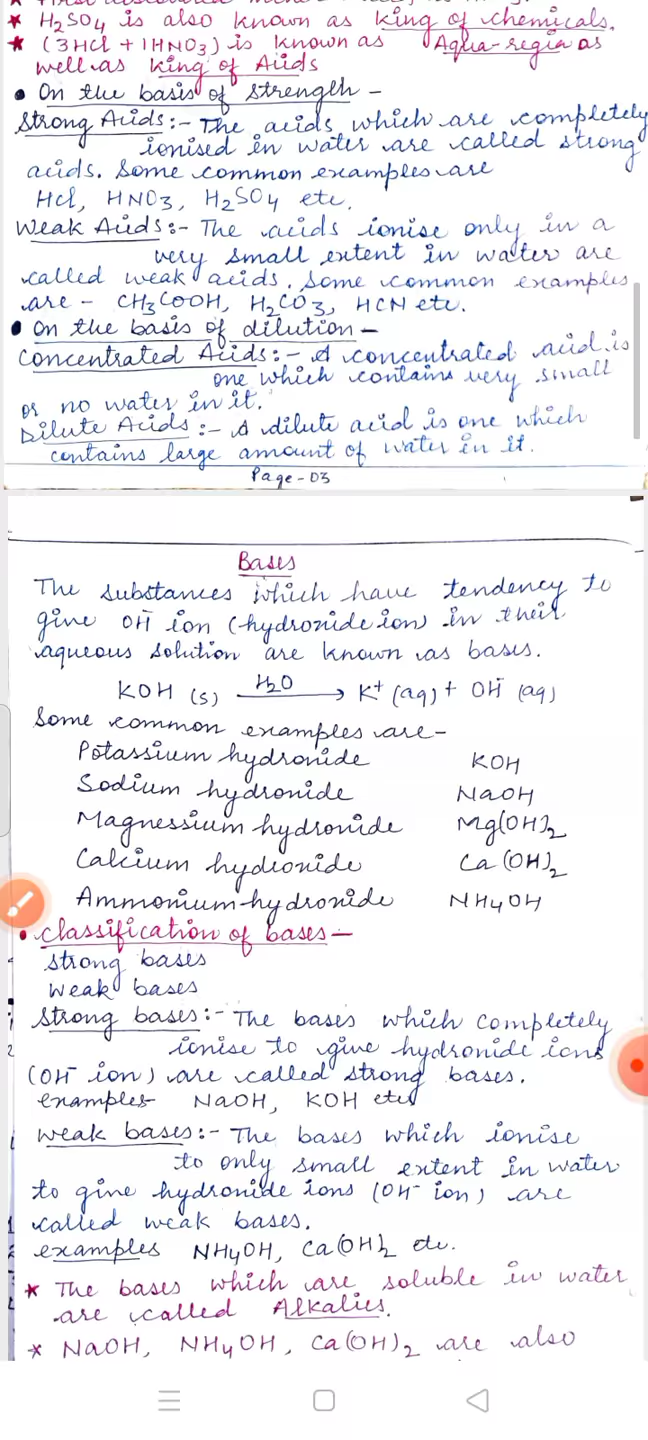 ★ H₂SO₄ is also known as king of chemicals.
★ (3HCl + 1HNO₃) is known as Aqua-regia as
well as king of Acids
• On the basis of strength –
Strong Acids :- The acids which are completely
ionised in water are called strong
acids. Some common examples are
HCl, HNO₃, H₂SO₄ etc.
Weak Acids :- The acids ionise only in a
very small extent in water are
called weak acids. Some common examples
are – CH₃COOH, H₂CO₃, HCN etc.
• On the basis of dilution –
Concentrated Acids :- A concentrated acid is
one which contains very small
or no water in it.
Dilute Acids :- A dilute acid is one which
contains large amount of water in it.
Page-03
Bases
The substances which have tendency to
give OH⁻ ion (hydroxide ion) in their
aqueous solution are known as bases.
KOH (s) H₂O → K⁺ (aq) + OH⁻ (aq)
Some common examples are –
Potassium hydroxide KOH
Sodium hydroxide NaOH
Magnessium hydroxide Mg(OH)₂
Calcium hydroxide Ca(OH)₂
Ammonium hydroxide NH₄OH
• Classification of bases –
strong bases
weak bases
Strong bases :- The bases which completely
ionise to give hydroxide ions
(OH⁻ ion) are called strong bases.
examples – NaOH, KOH etc
Weak bases :- The bases which ionise
to only small extent in water
to give hydroxide ions (OH⁻ ion) are
called weak bases.
examples NH₄OH, Ca(OH)₂ etc.
★ The bases which are soluble in water
are called Alkalies.
★ NaOH, NH₄OH, Ca(OH)₂ are also